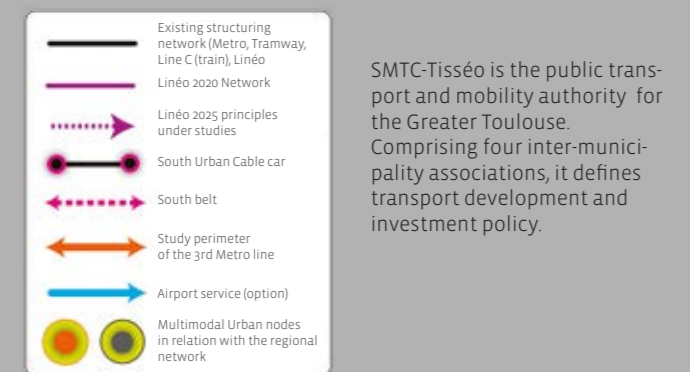 Existing structuring
network (Metro, Tramway,
Line C (train), Linéo
Linéo 2020 Network
Linéo 2025 principles
under studies
South Urban Cable car
South belt
Study perimeter
of the 3rd Metro line
Airport service (option)
Multimodal Urban nodes
in relation with the regional
network
SMTC-Tisséo is the public trans-
port and mobility authority for
the Greater Toulouse.
Comprising four inter-munici-
pality associations, it defines
transport development and
investment policy.